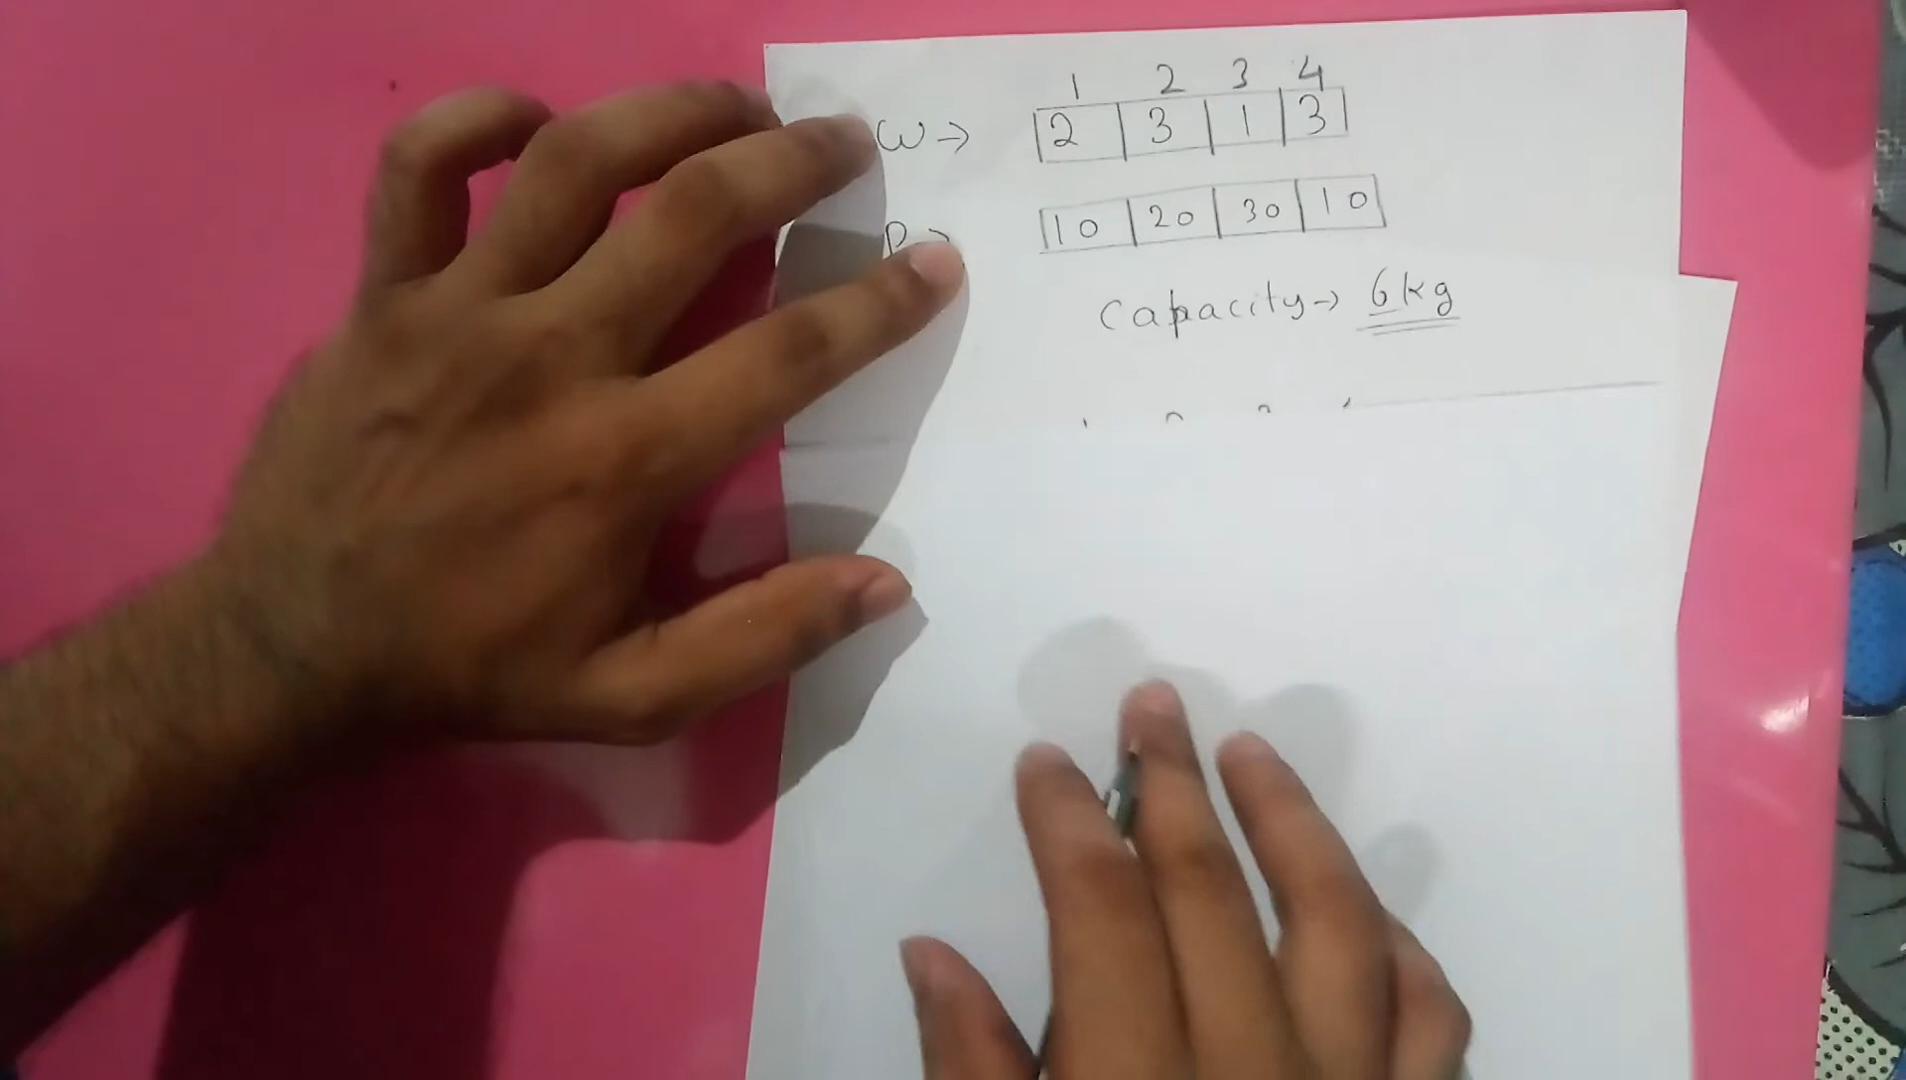 1 2 3 4
W → 2 3 1 3
P → 10 20 30 10
Capacity → 6kg